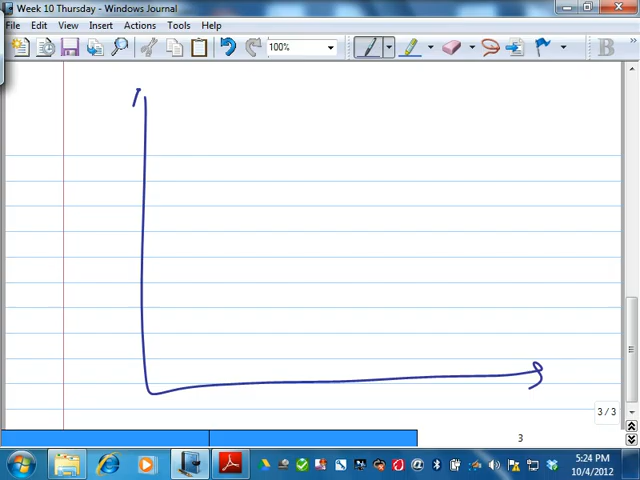 Week 10 Thursday - Windows Journal
File Edit View Insert Actions Tools Help
100% B
3 / 3
3
5:24 PM
10/4/2012